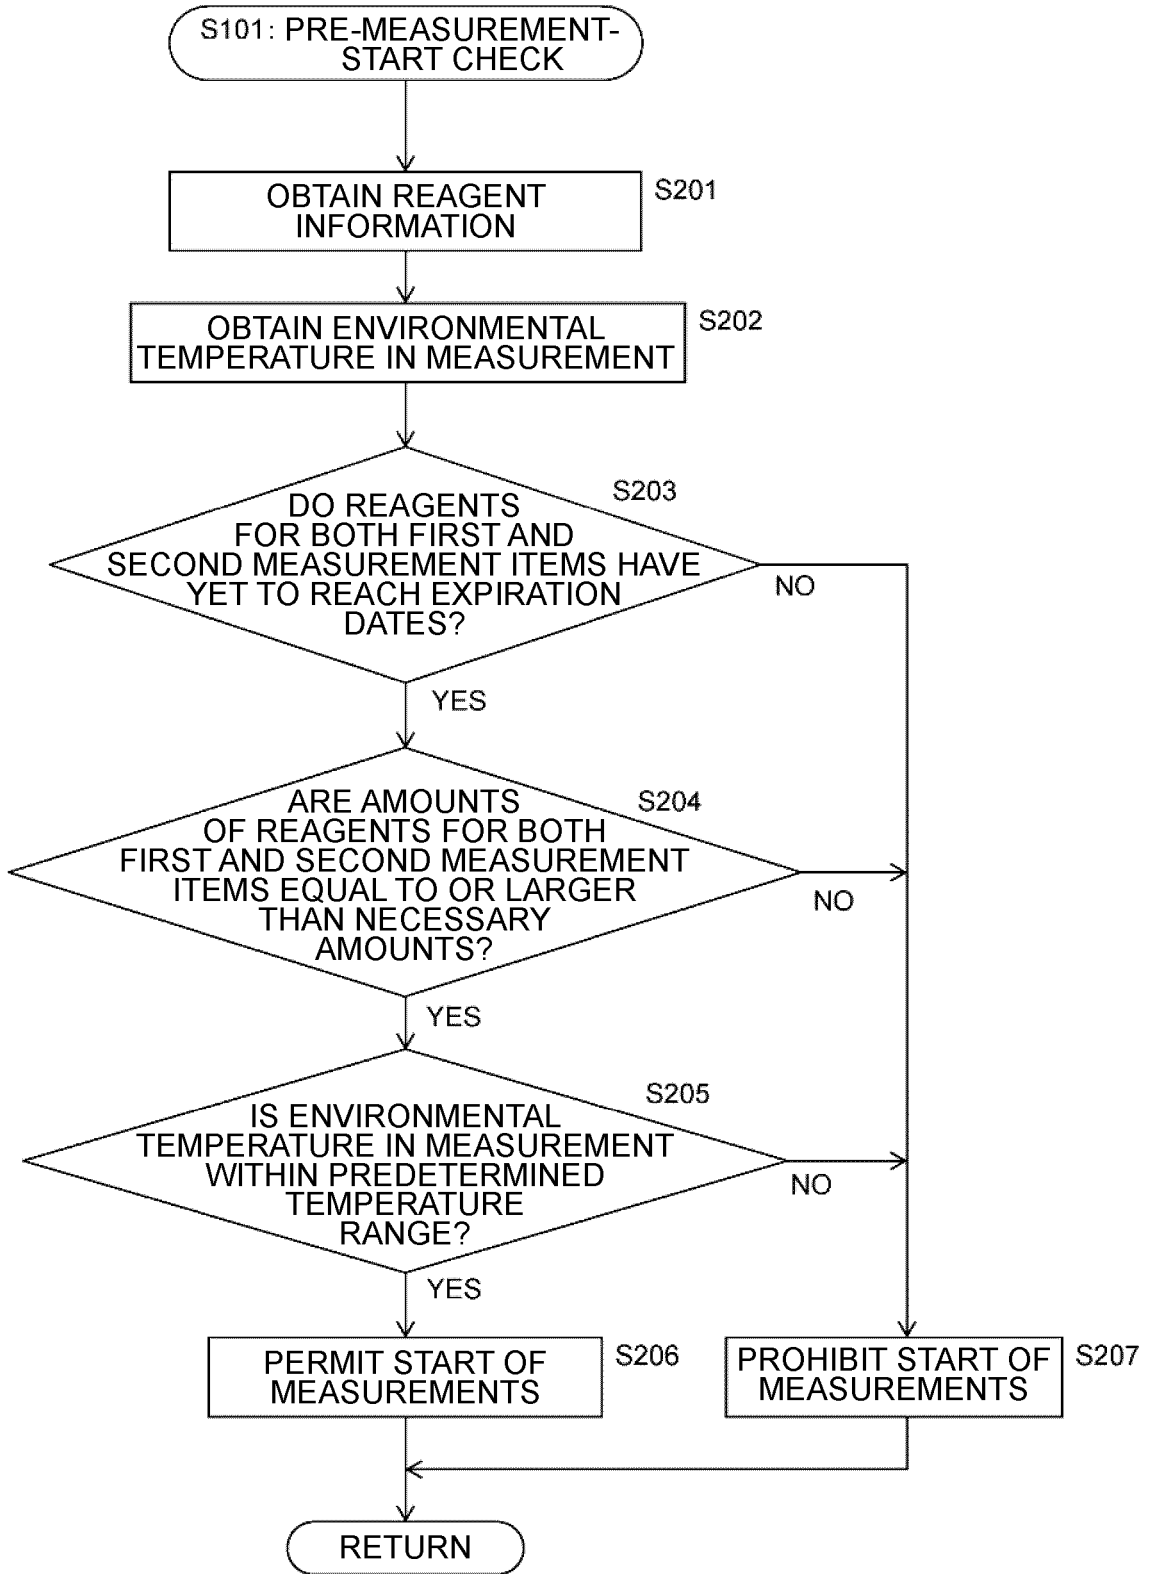 S101: PRE-MEASUREMENT-
START CHECK
OBTAIN REAGENT
INFORMATION
S201
OBTAIN ENVIRONMENTAL
TEMPERATURE IN MEASUREMENT
S202
DO REAGENTS
FOR BOTH FIRST AND
SECOND MEASUREMENT ITEMS HAVE
YET TO REACH EXPIRATION
DATES?
S203
NO
YES
ARE AMOUNTS
OF REAGENTS FOR BOTH
FIRST AND SECOND MEASUREMENT
ITEMS EQUAL TO OR LARGER
THAN NECESSARY
AMOUNTS?
S204
NO
YES
IS ENVIRONMENTAL
TEMPERATURE IN MEASUREMENT
WITHIN PREDETERMINED
TEMPERATURE
RANGE?
S205
NO
YES
PERMIT START OF
MEASUREMENTS
S206
PROHIBIT START OF
MEASUREMENTS
S207
RETURN